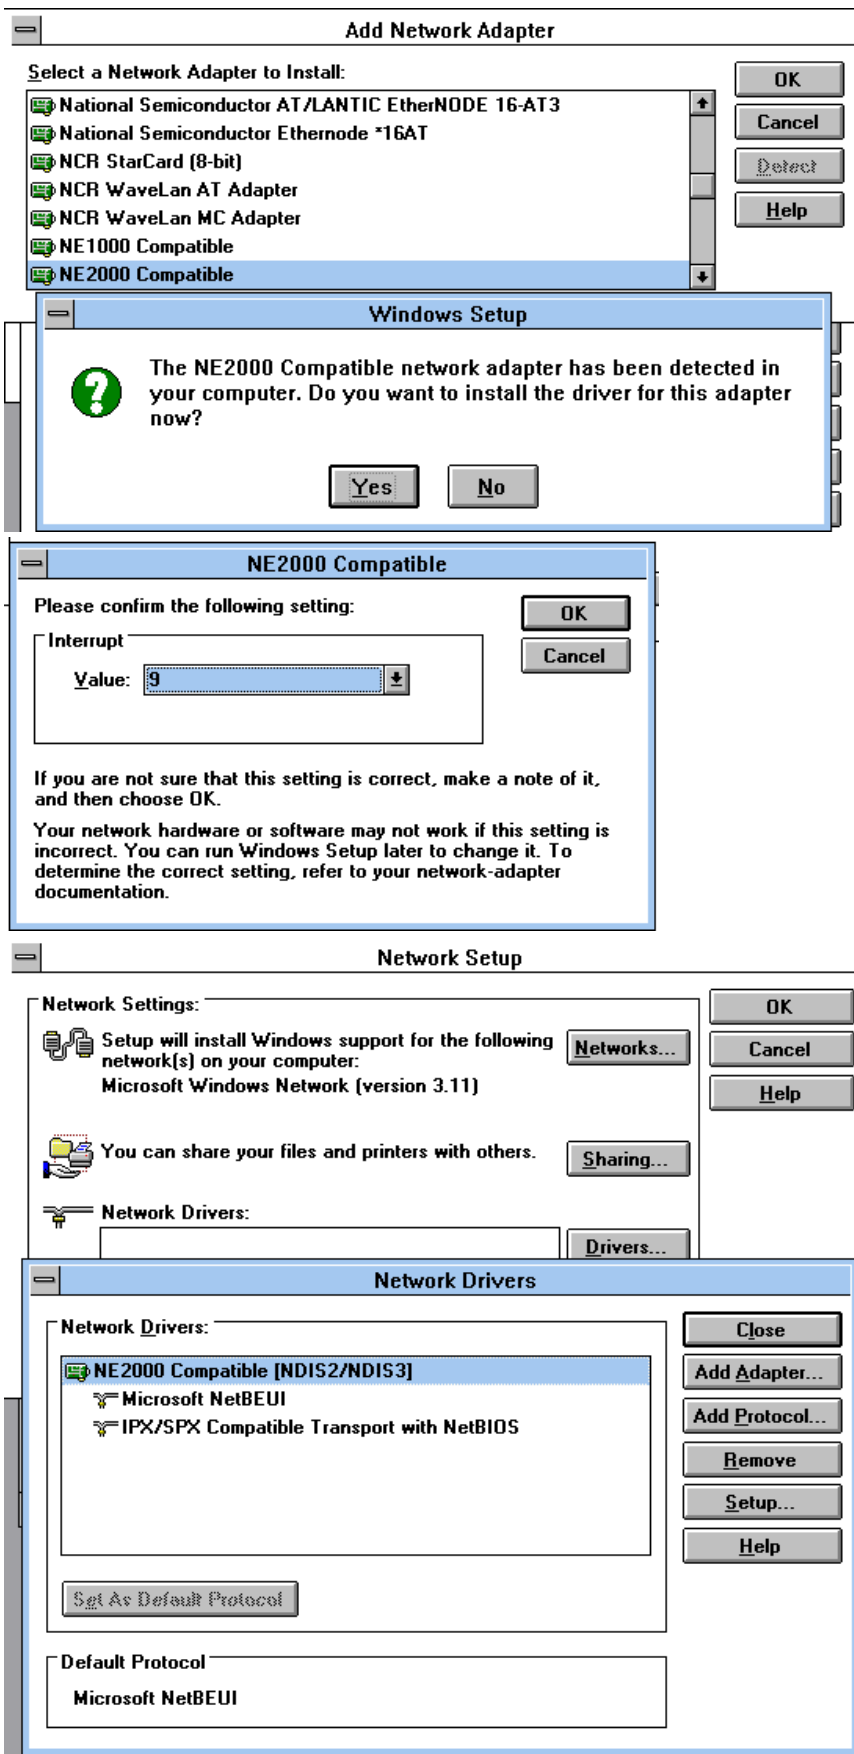 Add Network Adapter
Select a Network Adapter to Install:
OK
National Semiconductor AT/LANTIC EtherNODE 16-AT3
National Semiconductor Ethernode *16AT
Cancel
NCR StarCard (8-bit)
Detect
NCR WaveLan AT Adapter
NCR WaveLan MC Adapter
Help
NE1000 Compatible
NE2000 Compatible
Windows Setup
The NE2000 Compatible network adapter has been detected in
your computer. Do you want to install the driver for this adapter
now?
Yes
No
NE2000 Compatible
Please confirm the following setting:
OK
Interrupt
Cancel
Value: 9
If you are not sure that this setting is correct, make a note of it,
and then choose OK.
Your network hardware or software may not work if this setting is
incorrect. You can run Windows Setup later to change it. To
determine the correct setting, refer to your network-adapter
documentation.
Network Setup
Network Settings:
OK
Setup will install Windows support for the following
network(s) on your computer:
Networks...
Cancel
Microsoft Windows Network (version 3.11)
Help
You can share your files and printers with others.
Sharing...
Network Drivers:
Drivers...
Network Drivers
Network Drivers:
Close
NE2000 Compatible [NDIS2/NDIS3]
Add Adapter...
Microsoft NetBEUI
Add Protocol...
IPX/SPX Compatible Transport with NetBIOS
Remove
Setup...
Help
Set As Default Protocol
Default Protocol
Microsoft NetBEUI